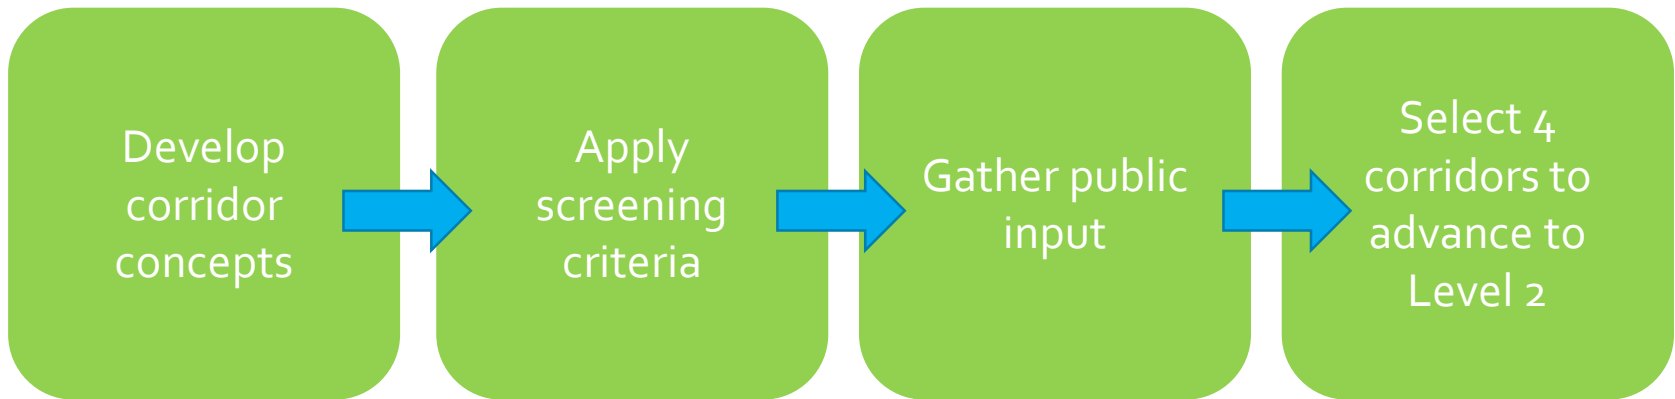 Develop
corridor
concepts
Apply
screening
criteria
Gather public
input
Select 4
corridors to
advance to
Level 2